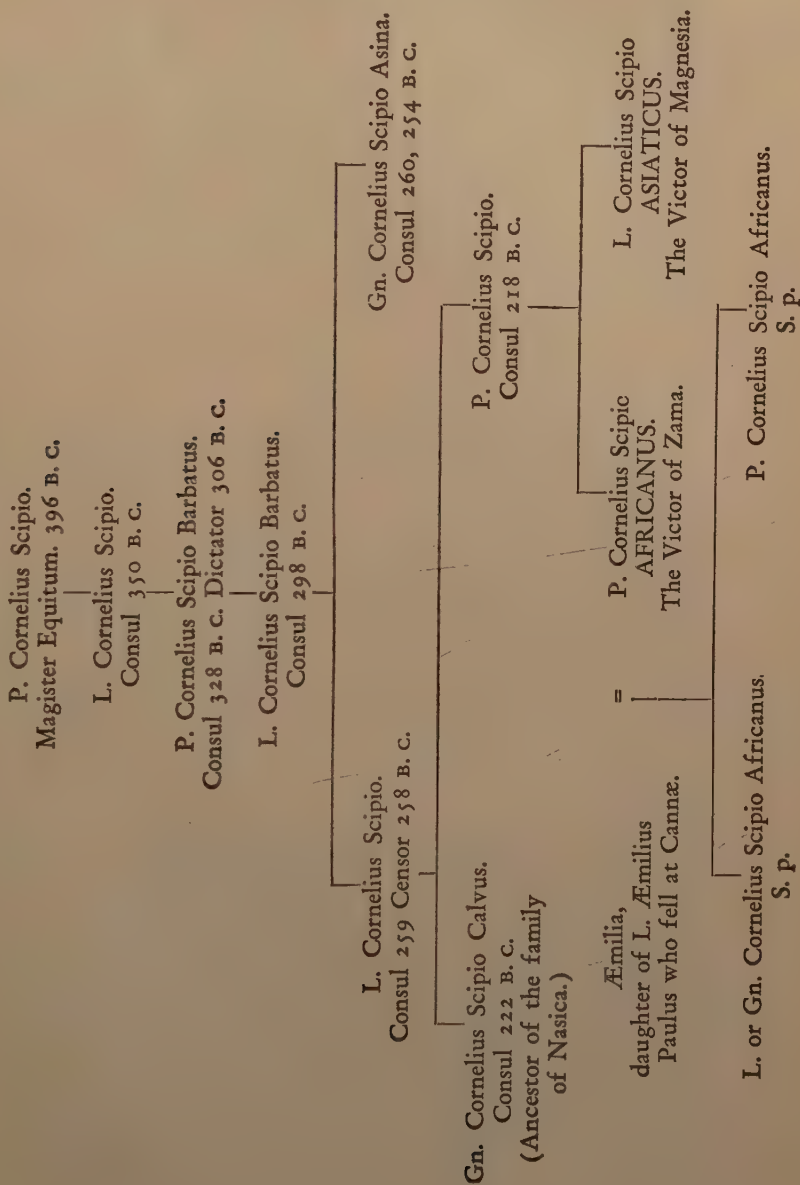 P. Cornelius Scipio.
Magister Equitum. 396 B. C.
L. Cornelius Scipio.
Consul 350 B. C.
P. Cornelius Scipio Barbatus.
Consul 328 B. C. Dictator 306 B. C.
L. Cornelius Scipio Barbatus.
Consul 298 B. C.
L. Cornelius Scipio.
Consul 259 Censor 258 B. C.
Gn. Cornelius Scipio Asina.
Consul 260, 254 B. C.
Gn. Cornelius Scipio Calvus.
Consul 222 B. C.
(Ancestor of the family
of Nasica.)
P. Cornelius Scipio.
Consul 218 B. C.
Æmilia,
daughter of L. Æmilius
Paulus who fell at Cannæ.
=
P. Cornelius Scipic
AFRICANUS.
The Victor of Zama.
L. Cornelius Scipio
ASIATICUS.
The Victor of Magnesia.
L. or Gn. Cornelius Scipio Africanus.
S. p.
P. Cornelius Scipio Africanus.
S. p.